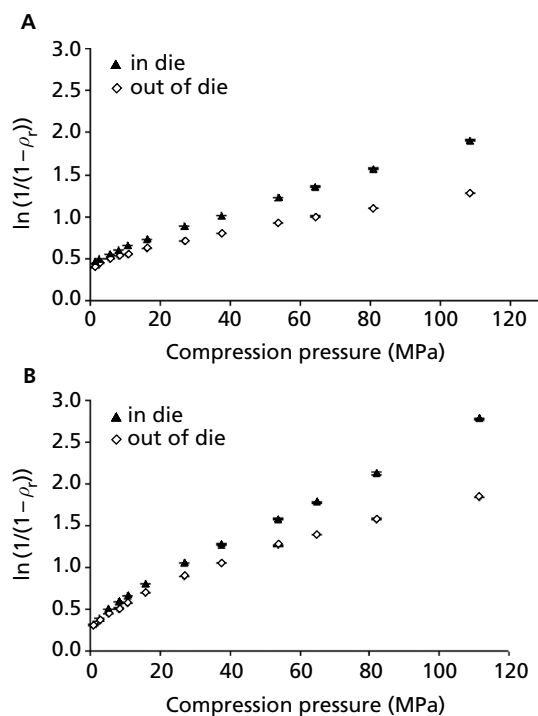 A
in die
out of die
3.0
2.5
2.0
1.5
1.0
0.5
0.0
ln (1/(1−ρr))
0 20 40 60 80 100 120
Compression pressure (MPa)
B
in die
out of die
3.0
2.5
2.0
1.5
1.0
0.5
0.0
ln (1/(1−ρr))
0 20 40 60 80 100 120
Compression pressure (MPa)